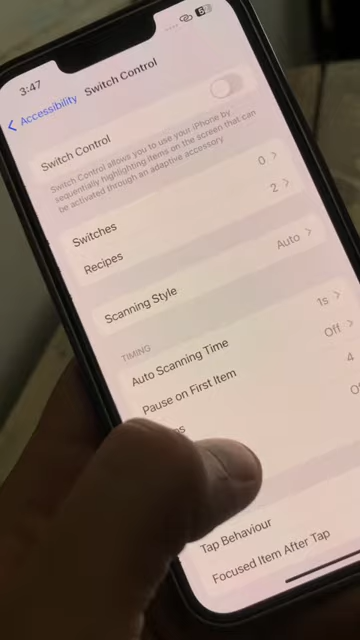 3:47
Accessibility
Switch Control
Switch Control
Switch Control allows you to use your iPhone by
sequentially highlighting items on the screen that can
be activated through an adaptive accessory.
Switches 0
Recipes 2
Scanning Style Auto
TIMING
Auto Scanning Time 1s
Pause on First Item Off
4
Tap Behaviour
Focused Item After Tap